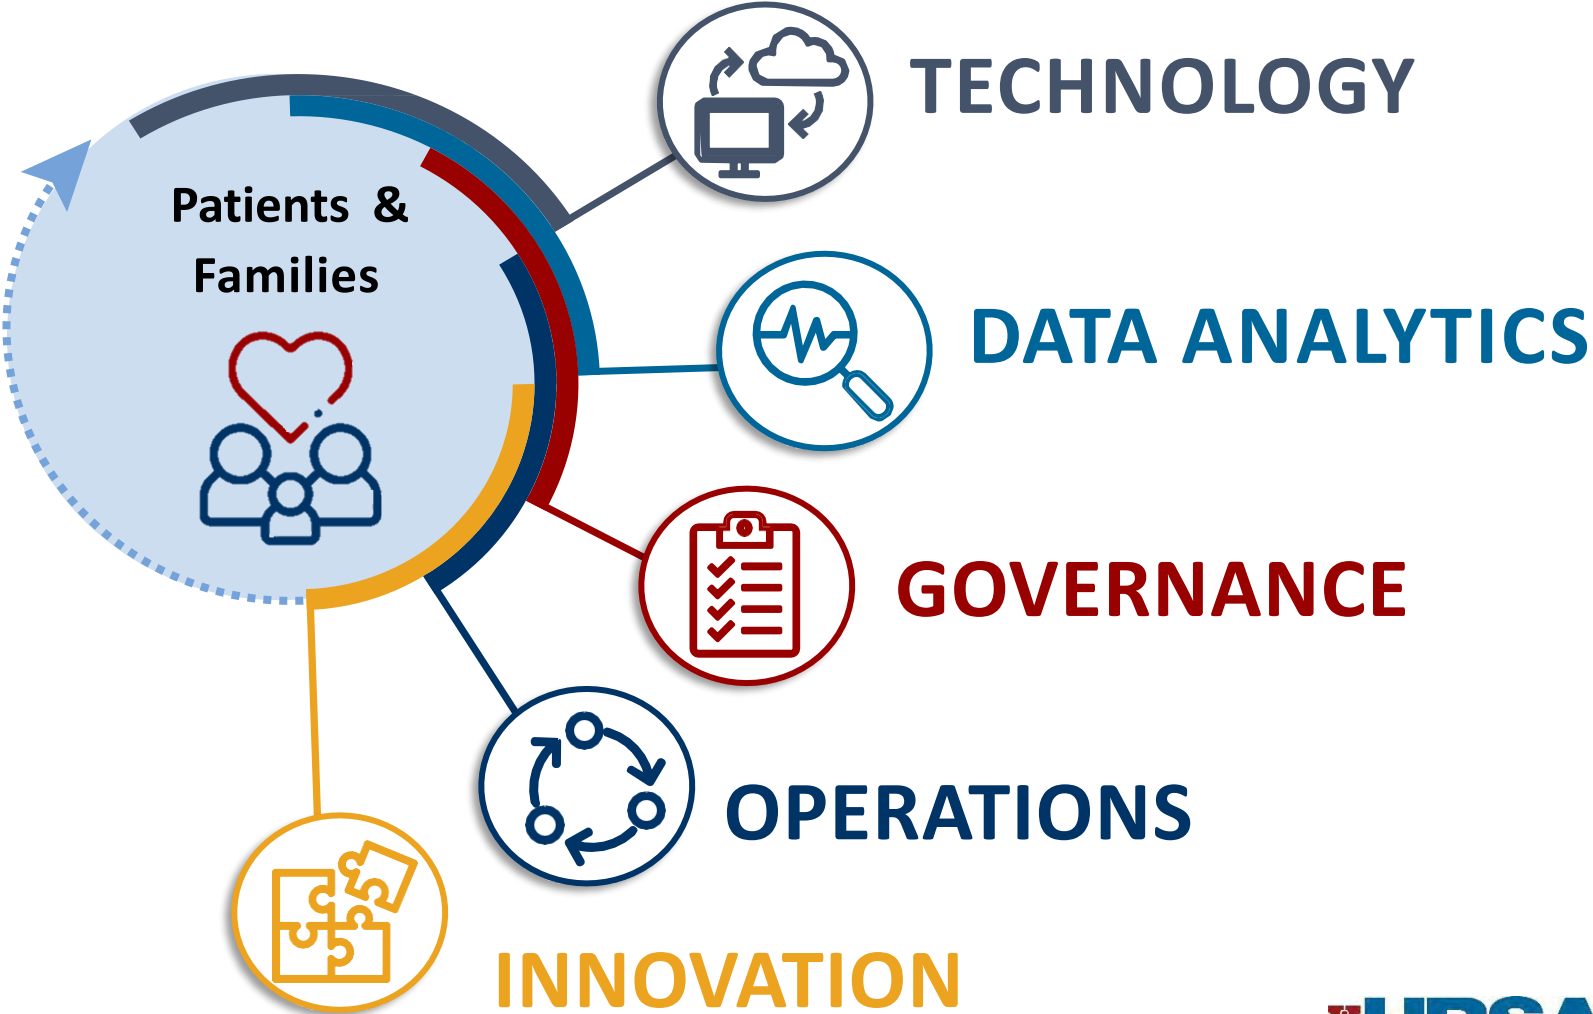 TECHNOLOGY
Patients &
Families
DATA ANALYTICS
GOVERNANCE
OPERATIONS
INNOVATION